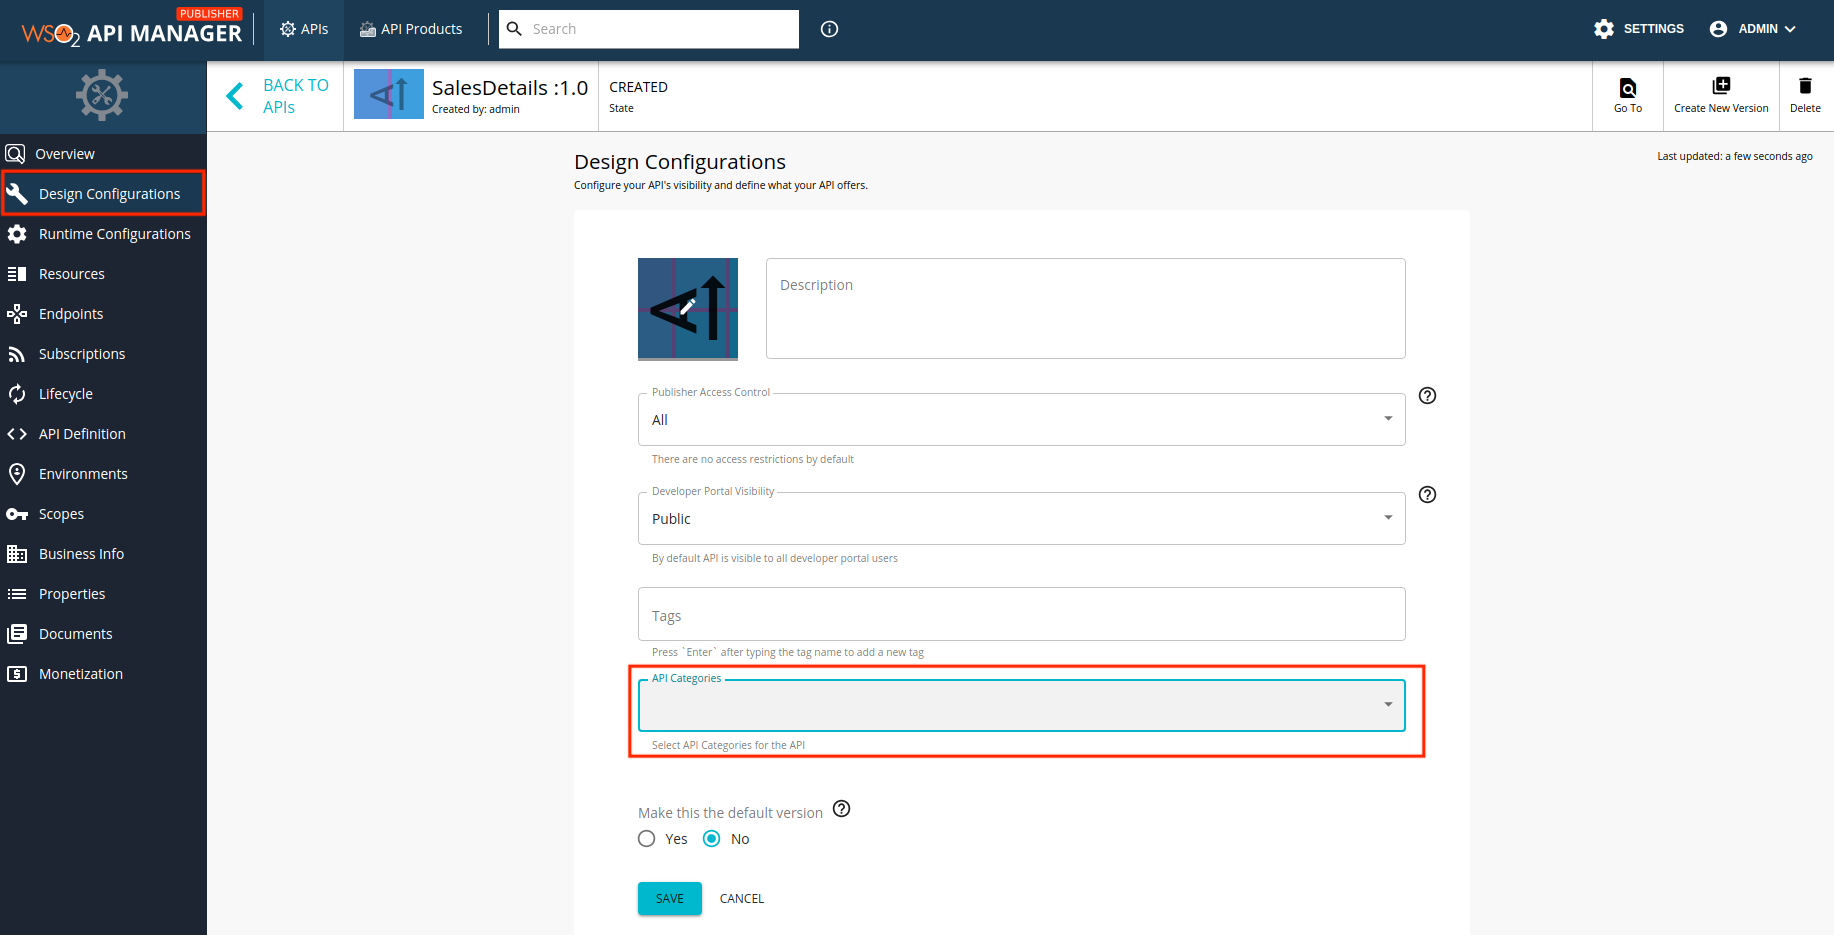 PUBLISHER
WSO2 API MANAGER
APIs
API Products
Search
SETTINGS
ADMIN
BACK TO
APIs
SalesDetails :1.0
Created by: admin
CREATED
State
Go To
Create New Version
Delete
Overview
Design Configurations
Runtime Configurations
Resources
Endpoints
Subscriptions
Lifecycle
API Definition
Environments
Scopes
Business Info
Properties
Documents
Monetization
Design Configurations
Configure your API's visibility and define what your API offers.
Last updated: a few seconds ago
Description
Publisher Access Control
All
There are no access restrictions by default
Developer Portal Visibility
Public
By default API is visible to all developer portal users
Tags
Press `Enter` after typing the tag name to add a new tag
API Categories
Select API Categories for the API
Make this the default version
Yes
No
SAVE
CANCEL